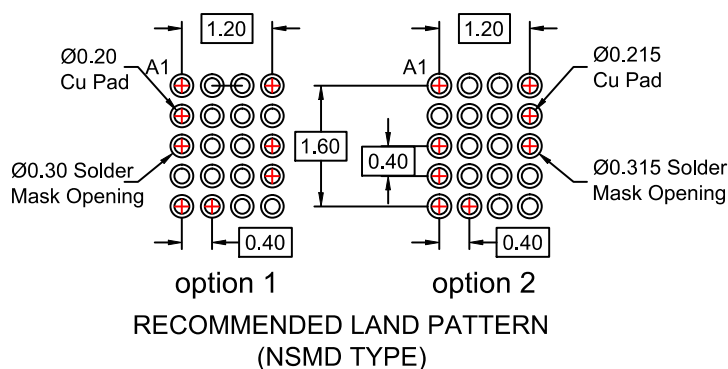 1.20
1.20
Ø0.20
Cu Pad
A1
A1
Ø0.215
Cu Pad
1.60
0.40
Ø0.30 Solder
Mask Opening
Ø0.315 Solder
Mask Opening
0.40
0.40
option 1
option 2
RECOMMENDED LAND PATTERN
(NSMD TYPE)